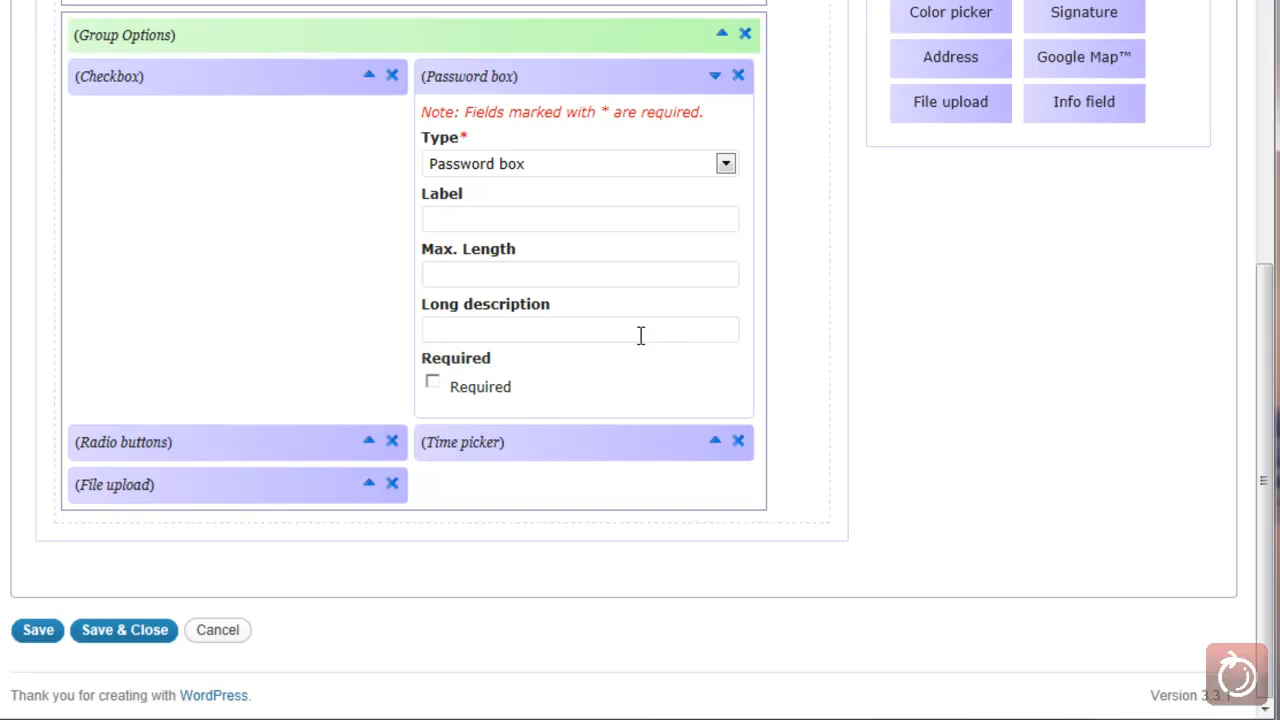 Color picker Signature
(Group Options)
Address Google Map™
(Checkbox) (Password box)
File upload Info field
Note: Fields marked with * are required.
Type*
Password box
Label
Max. Length
Long description
Required
Required
(Radio buttons) (Time picker)
(File upload)
Save Save & Close Cancel
Thank you for creating with WordPress. Version 3.3.1